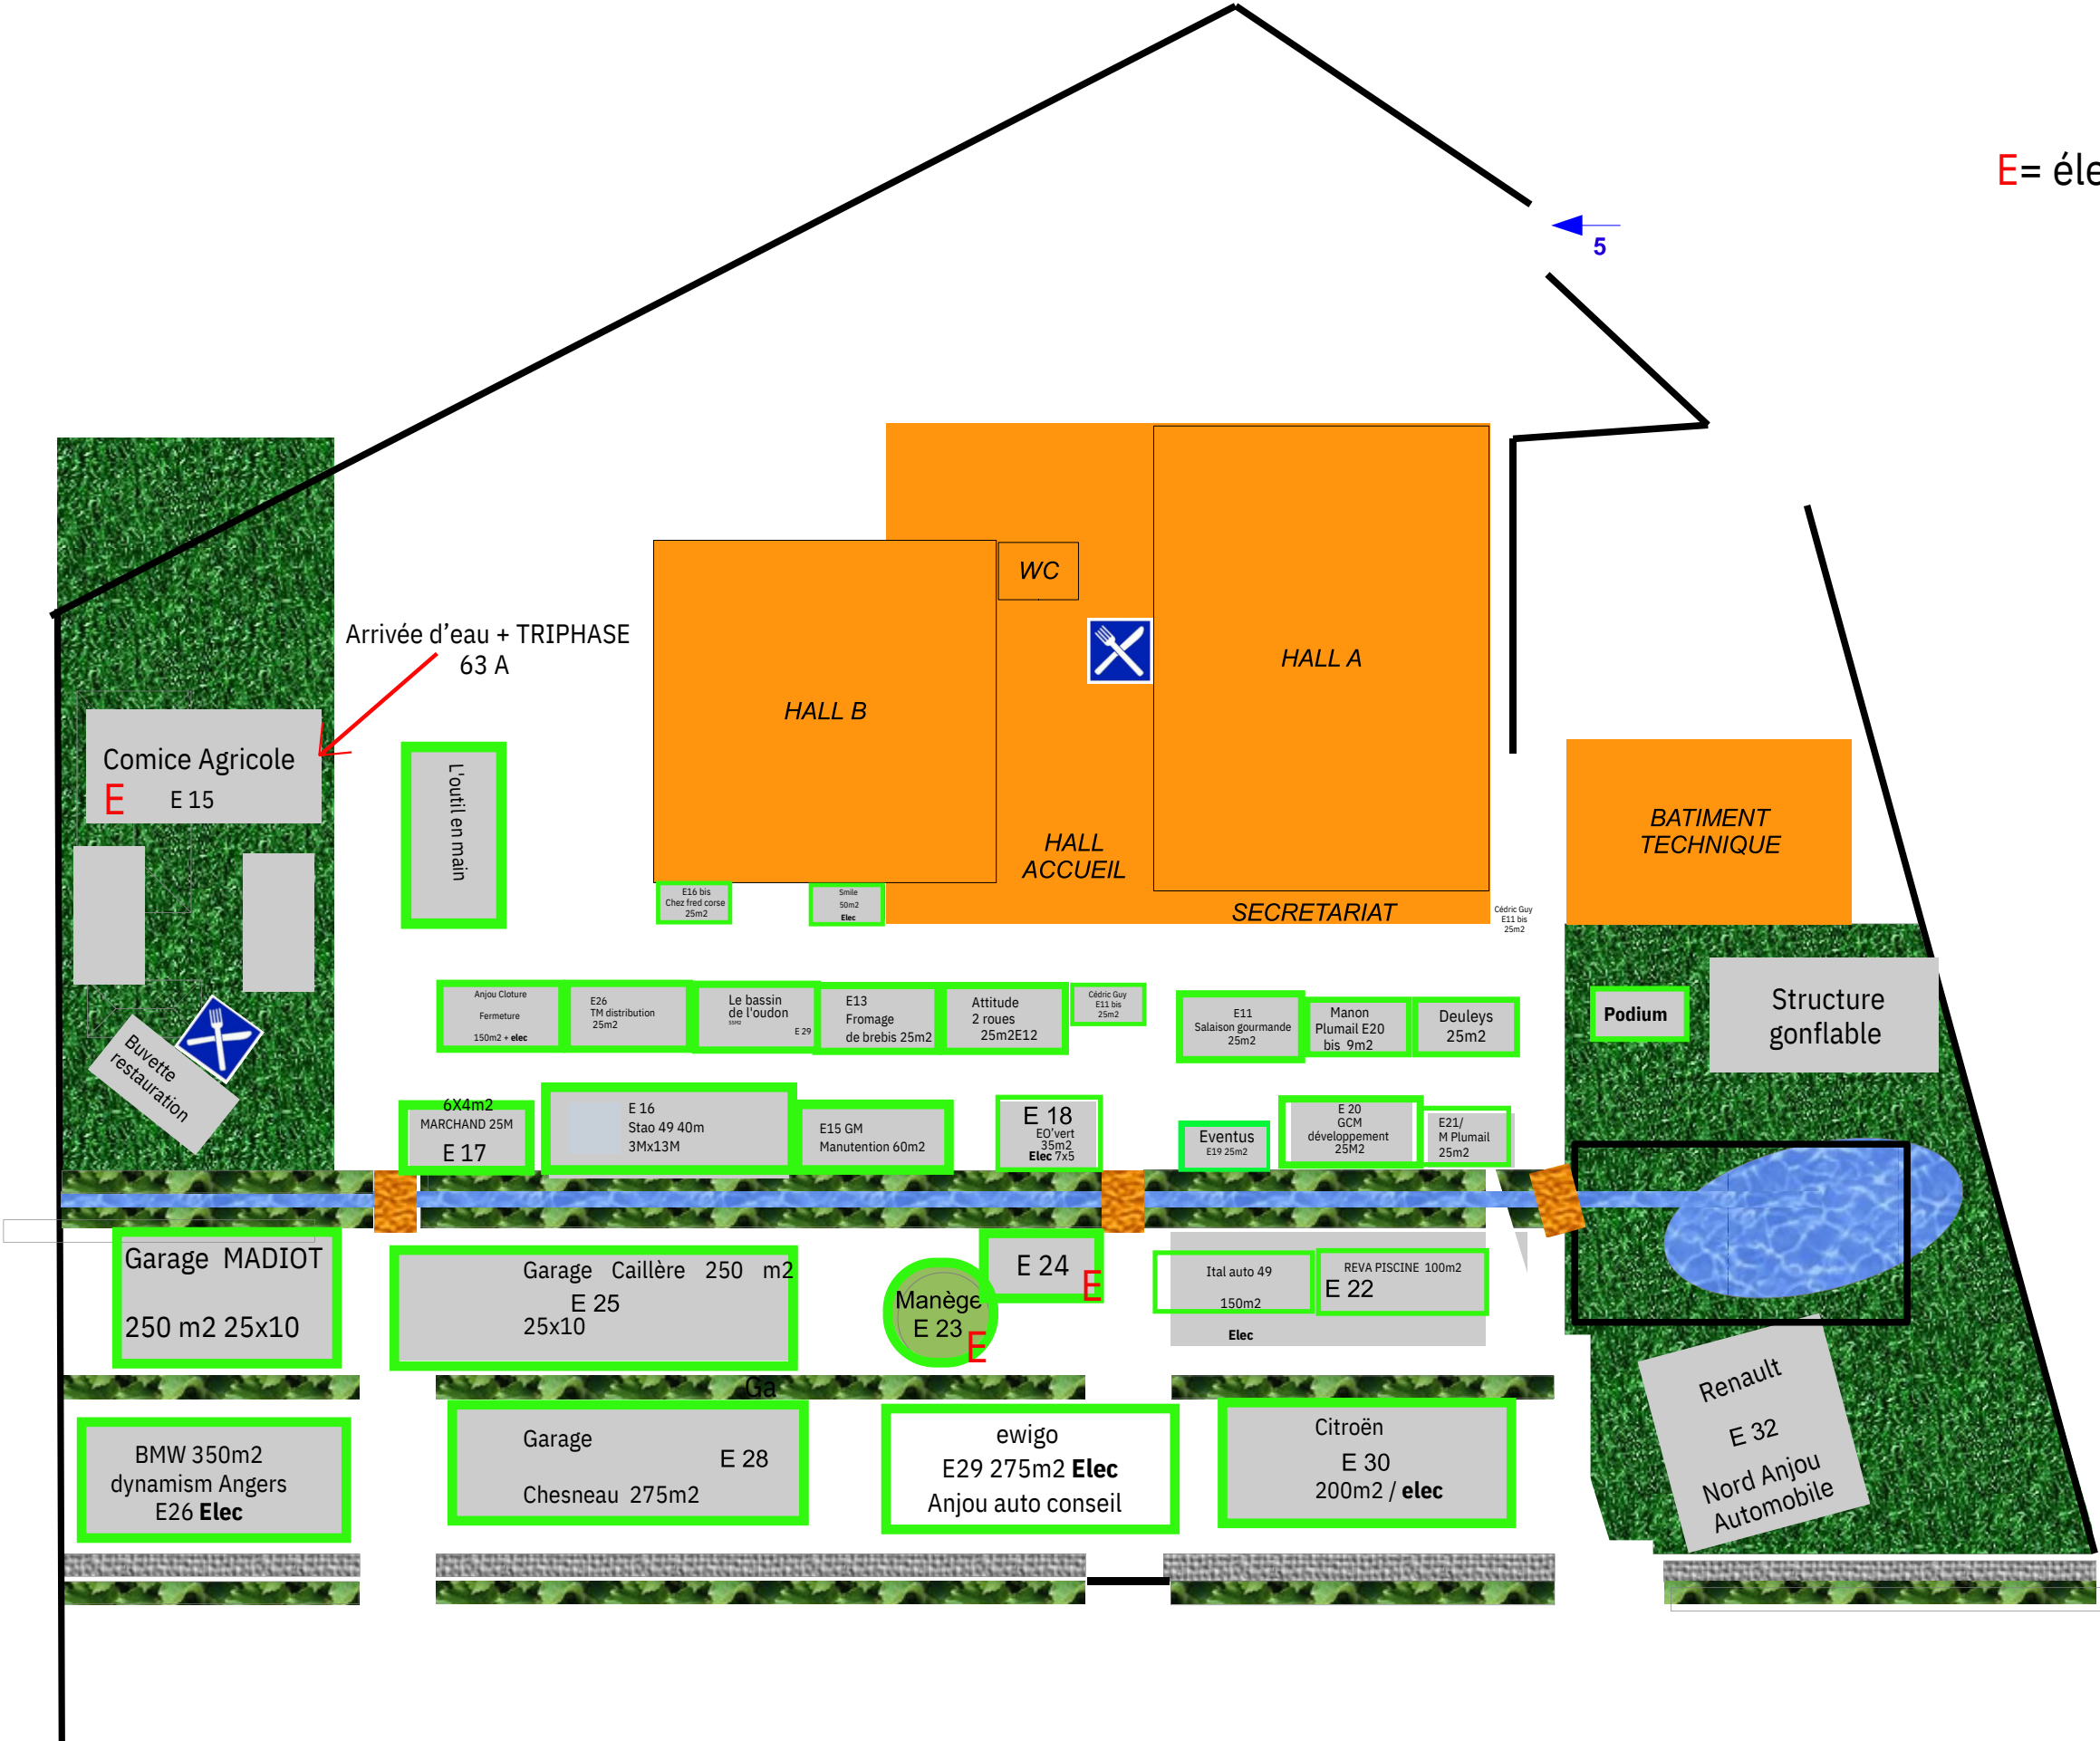 E= éle
5
WC
Arrivée d'eau + TRIPHASE
63 A
HALL A
HALL B
Comice Agricole
E E 15
L'outil en main
HALL
ACCUEIL
BATIMENT
TECHNIQUE
E16 bis
Chez fred corse
25m2
Smile
50m2
Elec
SECRETARIAT
Cédric Guy
E11 bis
25m2
Anjou Cloture
Fermeture
150m2 + elec
E26
TM distribution
25m2
Le bassin
de l'oudon
55M2
E 29
E13
Fromage
de brebis 25m2
Attitude
2 roues
25m2E12
Cédric Guy
E11 bis
25m2
E11
Salaison gourmande
25m2
Manon
Plumail E20
bis 9m2
Deuleys
25m2
Podium
Structure
gonflable
Buvette
restauration
6X4m2
MARCHAND 25M
E 17
E 16
Stao 49 40m
3Mx13M
E15 GM
Manutention 60m2
E 18
EO'vert
35m2
Elec 7x5
Eventus
E19 25m2
E 20
GCM
développement
25M2
E21/
M Plumail
25m2
Garage MADIOT
250 m2 25x10
Garage Caillère 250 m2
E 25
25x10
Manège
E 23
E
E 24
E
Ital auto 49
150m2
Elec
REVA PISCINE 100m2
E 22
Ga
BMW 350m2
dynamism Angers
E26 Elec
Garage
E 28
Chesneau 275m2
ewigo
E29 275m2 Elec
Anjou auto conseil
Citroën
E 30
200m2 / elec
Renault
E 32
Nord Anjou
Automobile